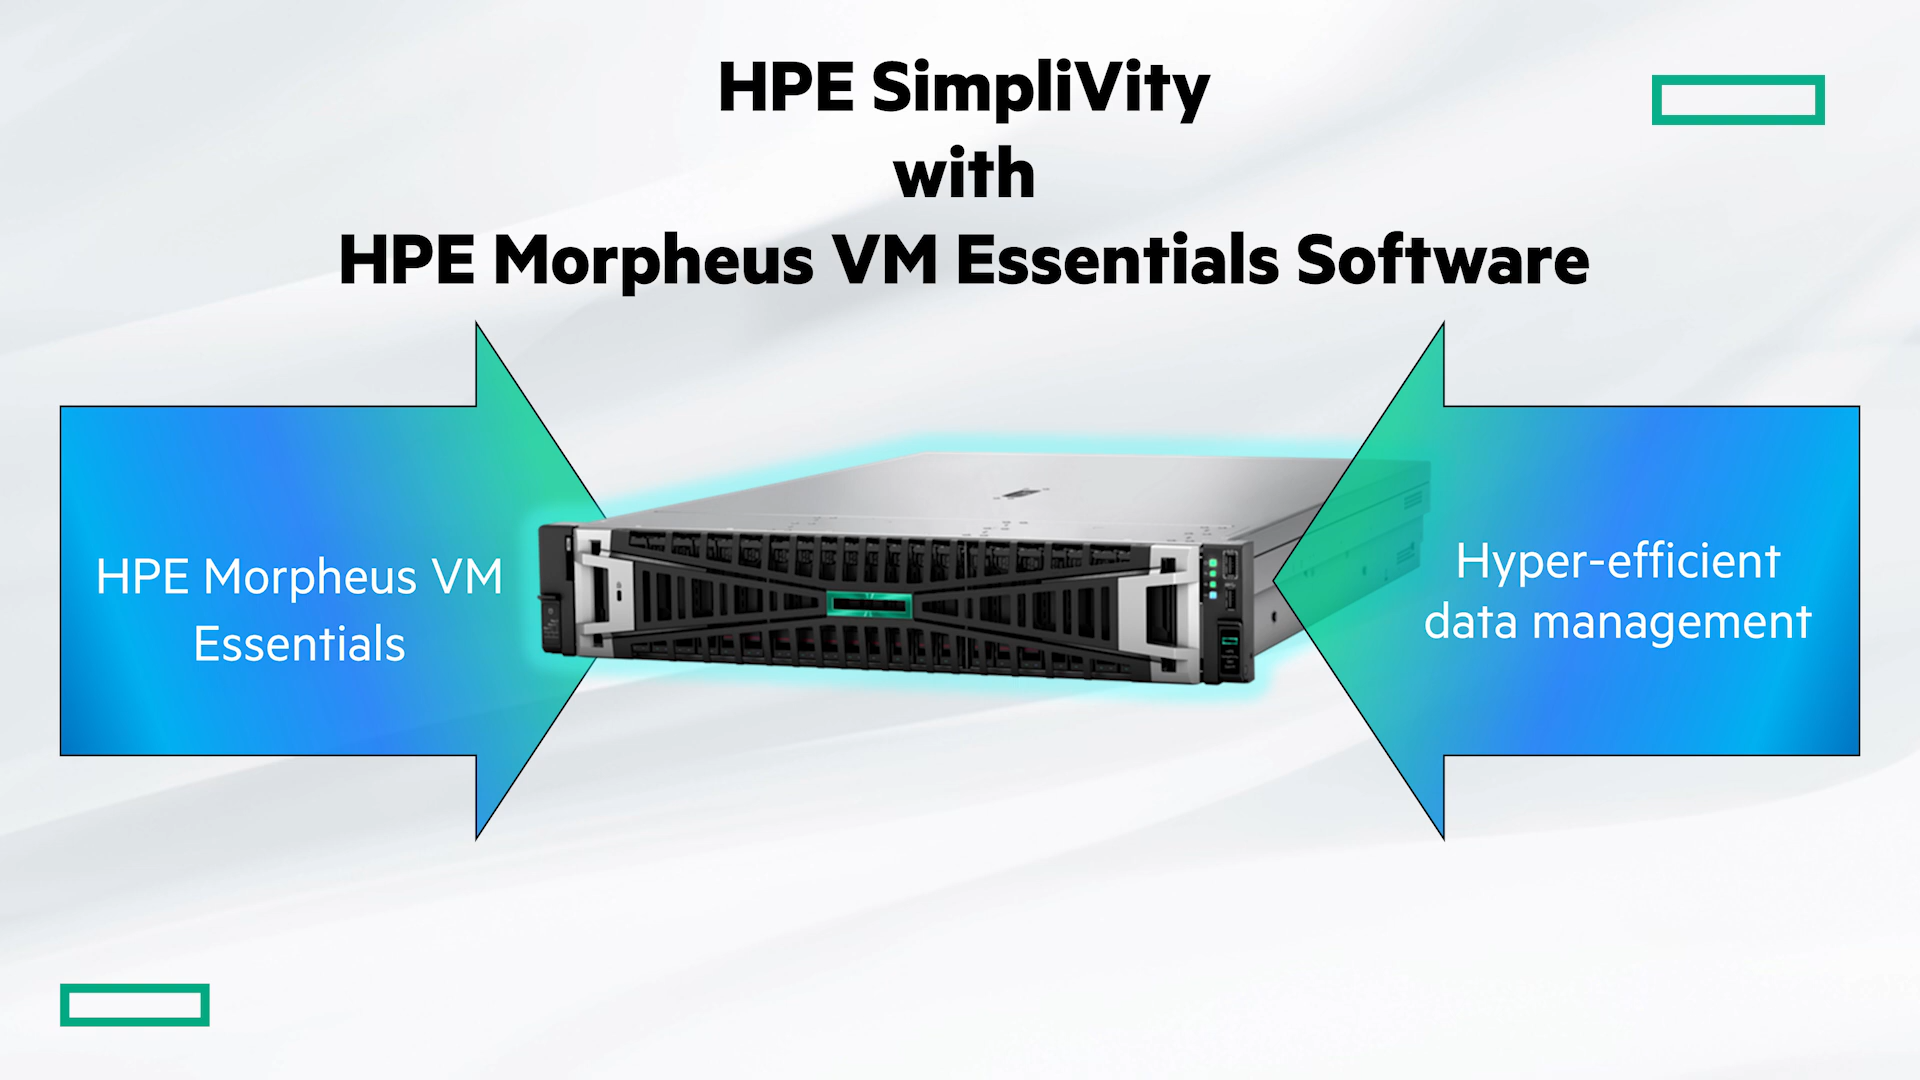 HPE SimpliVity
with
HPE Morpheus VM Essentials Software
HPE Morpheus VM
Essentials
Hyper-efficient
data management